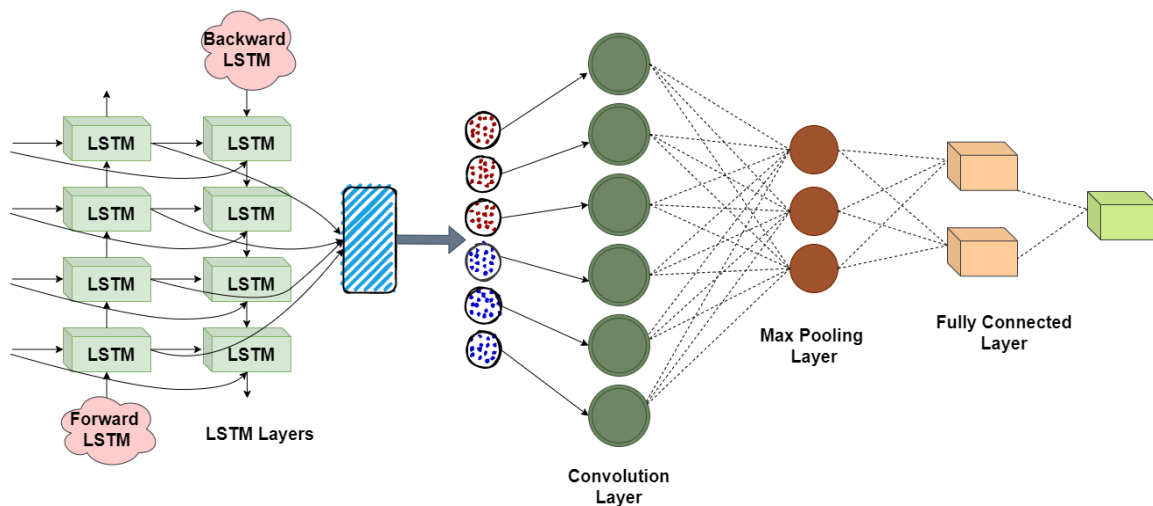 Backward
LSTM
LSTM
LSTM
LSTM
LSTM
LSTM
LSTM
LSTM
LSTM
Forward
LSTM
LSTM Layers
Convolution
Layer
Max Pooling
Layer
Fully Connected
Layer